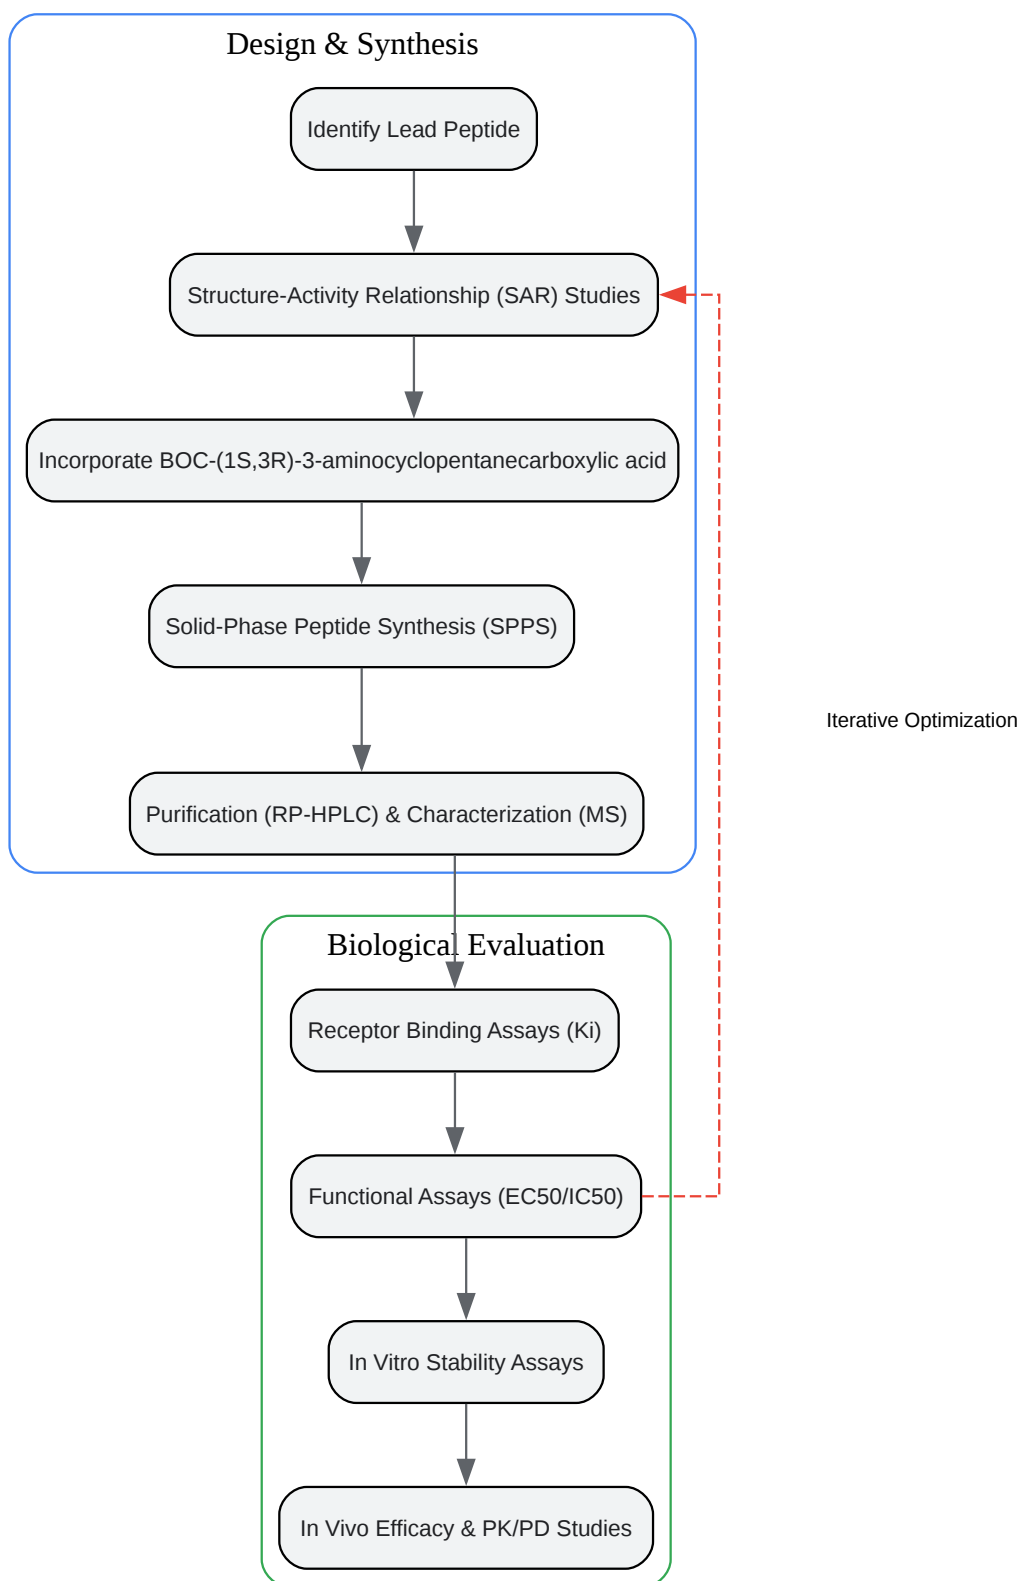 Design & Synthesis
Identify Lead Peptide
Structure-Activity Relationship (SAR) Studies
Incorporate BOC-(1S,3R)-3-aminocyclopentanecarboxylic acid
Solid-Phase Peptide Synthesis (SPPS)
Iterative Optimization
Purification (RP-HPLC) & Characterization (MS)
Biological Evaluation
Receptor Binding Assays (Ki)
Functional Assays (EC50/IC50)
In Vitro Stability Assays
In Vivo Efficacy & PK/PD Studies